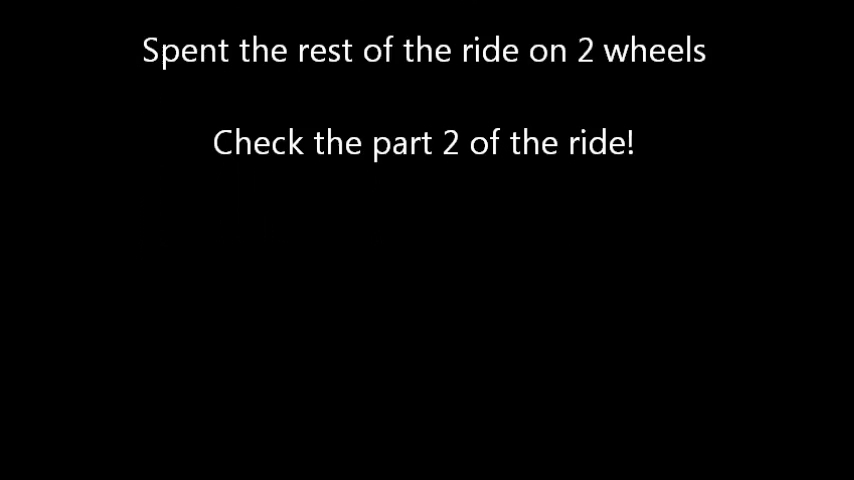 Spent the rest of the ride on 2 wheels
Check the part 2 of the ride!